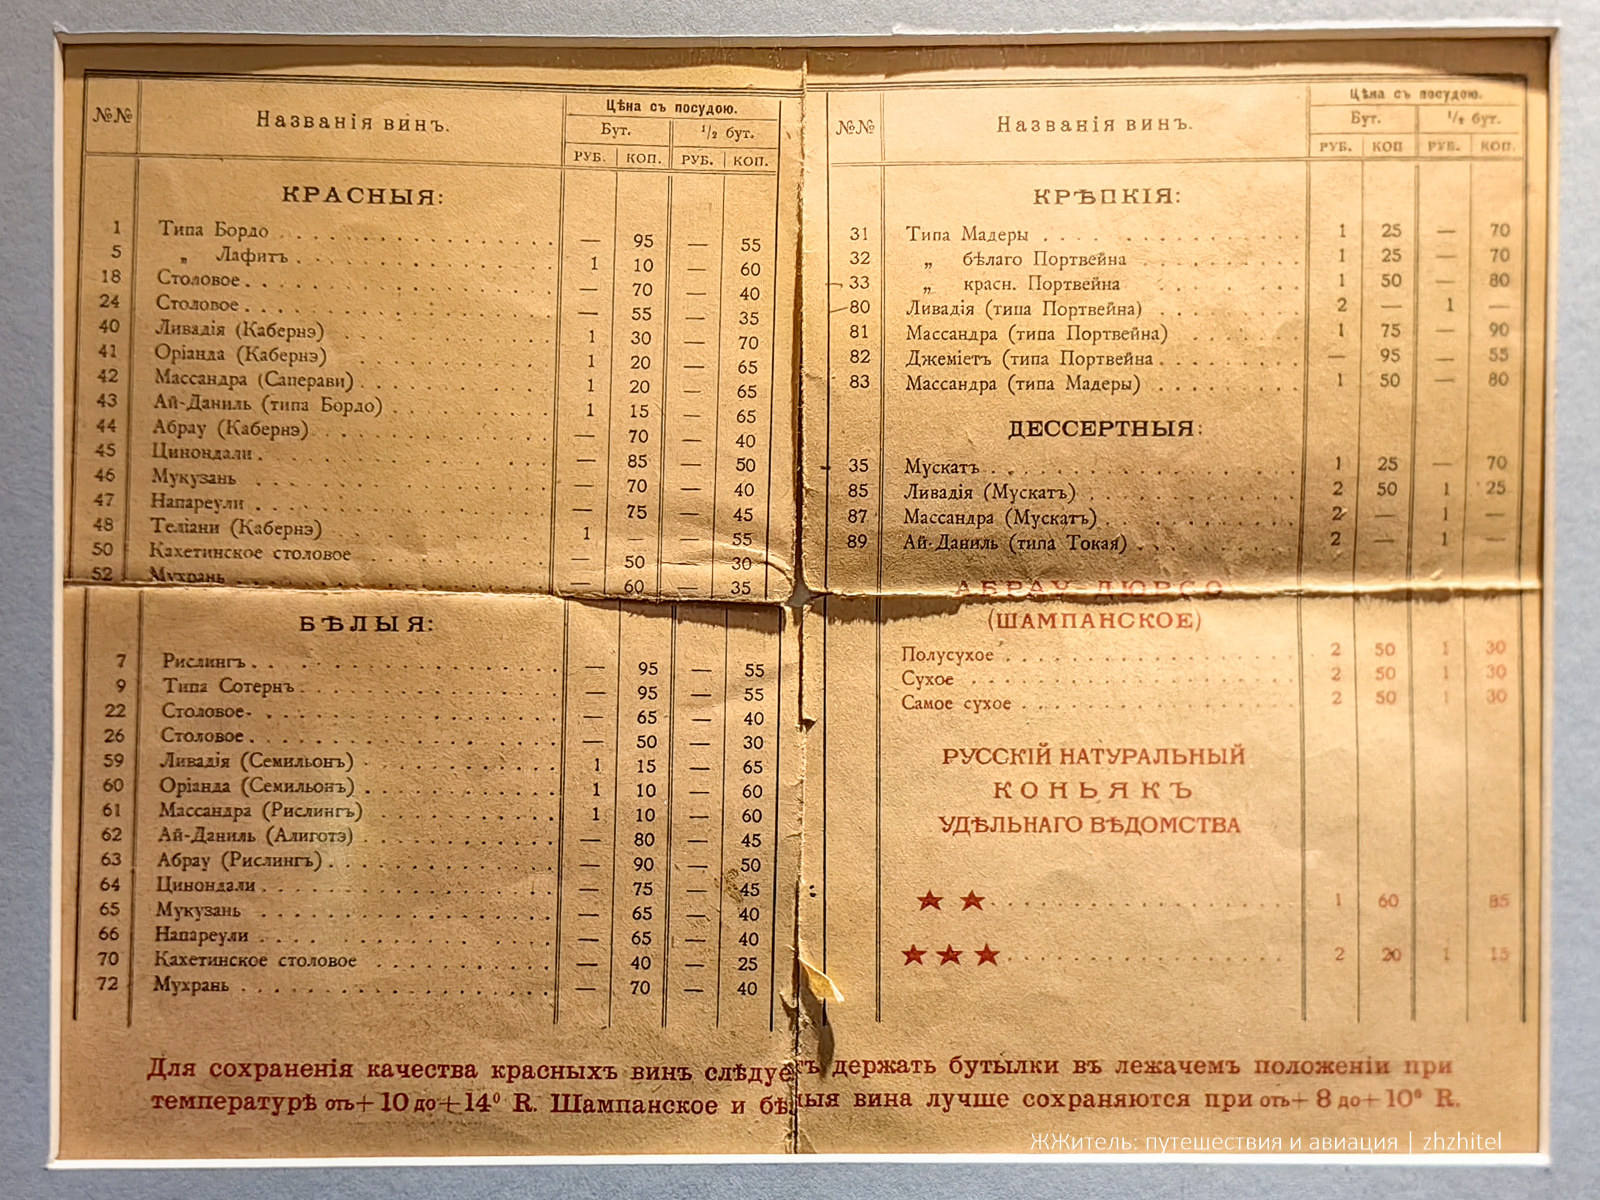 №№ Названія винъ. Цѣна съ посудою.
Бут. ½ бут.
РУБ. КОП. РУБ. КОП.
КРАСНЫЯ:
1 Типа Бордо — 95 — 55
5 „ Лафитъ 1 10 — 60
18 Столовое — 70 — 40
24 Столовое — 55 — 35
40 Ливадія (Кабернэ) 1 30 — 70
41 Оріанда (Кабернэ) 1 20 — 65
42 Массандра (Саперави) 1 20 — 65
43 Ай-Даниль (типа Бордо) 1 15 — 65
44 Абрау (Кабернэ) — 70 — 40
45 Цинондали — 85 — 50
46 Мукузань — 70 — 40
47 Напареули — 75 — 45
48 Теліани (Кабернэ) 1 — — 55
50 Кахетинское столовое — 50 — 30
52 Мухрань — 60 — 35
БѢЛЫЯ:
7 Рислингъ — 95 — 55
9 Типа Сотернъ — 95 — 55
22 Столовое — 65 — 40
26 Столовое — 50 — 30
59 Ливадія (Семильонъ) 1 15 — 65
60 Оріанда (Семильонъ) 1 10 — 60
61 Массандра (Рислингъ) 1 10 — 60
62 Ай-Даниль (Алиготэ) — 80 — 45
63 Абрау (Рислингъ) — 90 — 50
64 Цинондали — 75 — 45
65 Мукузань — 65 — 40
66 Напареули — 65 — 40
70 Кахетинское столовое — 40 — 25
72 Мухрань — 70 — 40
№№ Названія винъ. Цѣна съ посудою.
Бут. ½ бут.
РУБ. КОП РУБ. КОП.
КРѢПКІЯ:
31 Типа Мадеры 1 25 — 70
32 „ бѣлаго Портвейна 1 25 — 70
33 „ красн. Портвейна 1 50 — 80
80 Ливадія (типа Портвейна) 2 — 1 —
81 Массандра (типа Портвейна) 1 75 — 90
82 Джеміетъ (типа Портвейна — 95 — 55
83 Массандра (типа Мадеры) 1 50 — 80
ДЕССЕРТНЫЯ:
35 Мускатъ 1 25 — 70
85 Ливадія (Мускатъ) 2 50 1 25
87 Массандра (Мускатъ) 2 — 1 —
89 Ай-Даниль (типа Токая) 2 — 1 —
АБРАУ-ДЮРСО
(ШАМПАНСКОЕ)
Полусухое 2 50 1 30
Сухое 2 50 1 30
Самое сухое 2 50 1 30
РУССКІЙ НАТУРАЛЬНЫЙ
КОНЬЯКЪ
УДѢЛЬНАГО ВѢДОМСТВА
★★ 1 60 85
★★★ 2 20 1 15
Для сохраненія качества красныхъ винъ слѣдуетъ держать бутылки въ лежачемъ положеніи при
температурѣ отъ+10 до+14° R. Шампанское и бѣлыя вина лучше сохраняются при отъ+8 до+10° R.
ЖЖитель: путешествия и авиация | zhzhitel